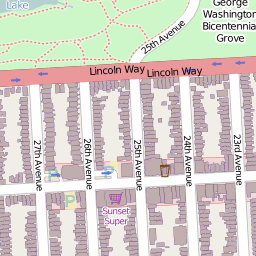 Lake
George
Washington
Bicentennial
Grove
25th Avenue
Lincoln Way
Lincoln Way
27th Avenue
26th Avenue
25th Avenue
24th Avenue
23rd Avenue
P
P
Sunset
Super